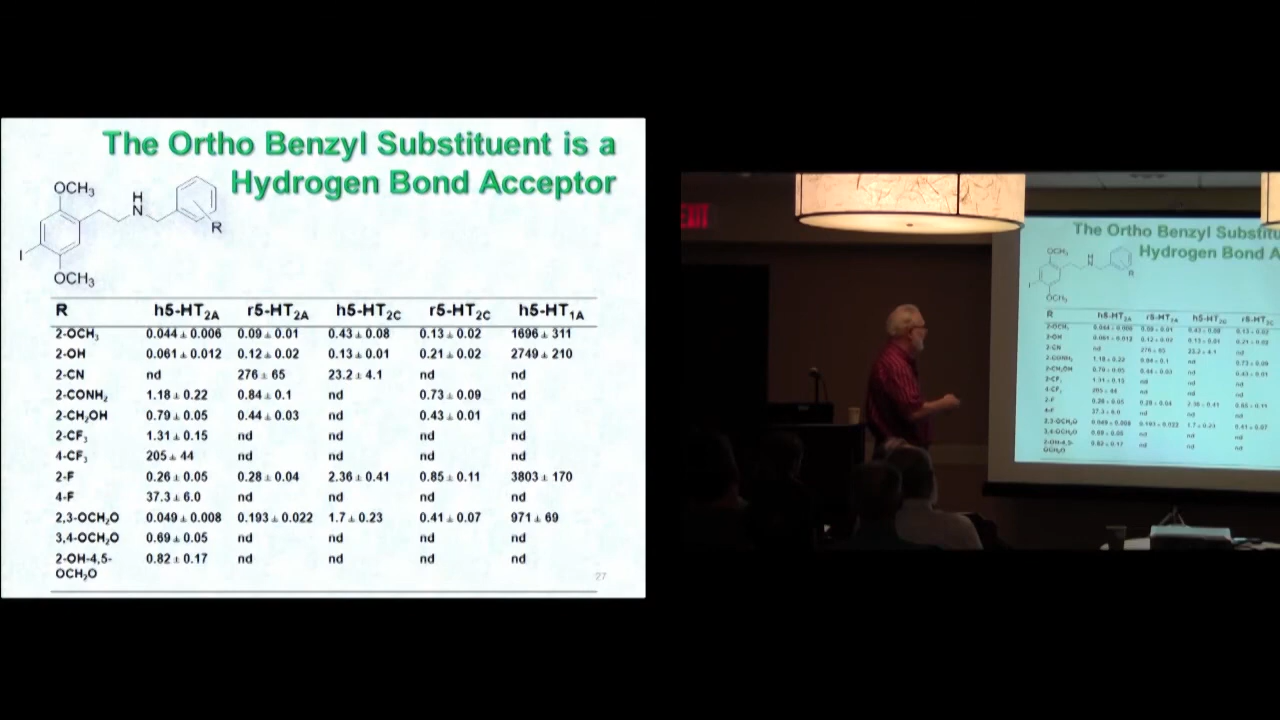 The Ortho Benzyl Substituent is a
Hydrogen Bond Acceptor
OCH3
H
N
R
I
OCH3
R h5-HT2A r5-HT2A h5-HT2C r5-HT2C h5-HT1A
2-OCH3 0.044 ± 0.006 0.09 ± 0.01 0.43 ± 0.08 0.13 ± 0.02 1696 ± 311
2-OH 0.061 ± 0.012 0.12 ± 0.02 0.13 ± 0.01 0.21 ± 0.02 2749 ± 210
2-CN nd 276 ± 65 23.2 ± 4.1 nd nd
2-CONH2 1.18 ± 0.22 0.84 ± 0.1 nd 0.73 ± 0.09 nd
2-CH2OH 0.79 ± 0.05 0.44 ± 0.03 nd 0.43 ± 0.01 nd
2-CF3 1.31 ± 0.15 nd nd nd nd
4-CF3 205 ± 44 nd nd nd nd
2-F 0.26 ± 0.05 0.28 ± 0.04 2.36 ± 0.41 0.85 ± 0.11 3803 ± 170
4-F 37.3 ± 6.0 nd nd nd nd
2,3-OCH2O 0.049 ± 0.008 0.193 ± 0.022 1.7 ± 0.23 0.41 ± 0.07 971 ± 69
3,4-OCH2O 0.69 ± 0.05 nd nd nd nd
2-OH-4,5- 0.82 ± 0.17 nd nd nd nd
OCH2O
27
The Ortho Benzyl Substitu
Hydrogen Bond A